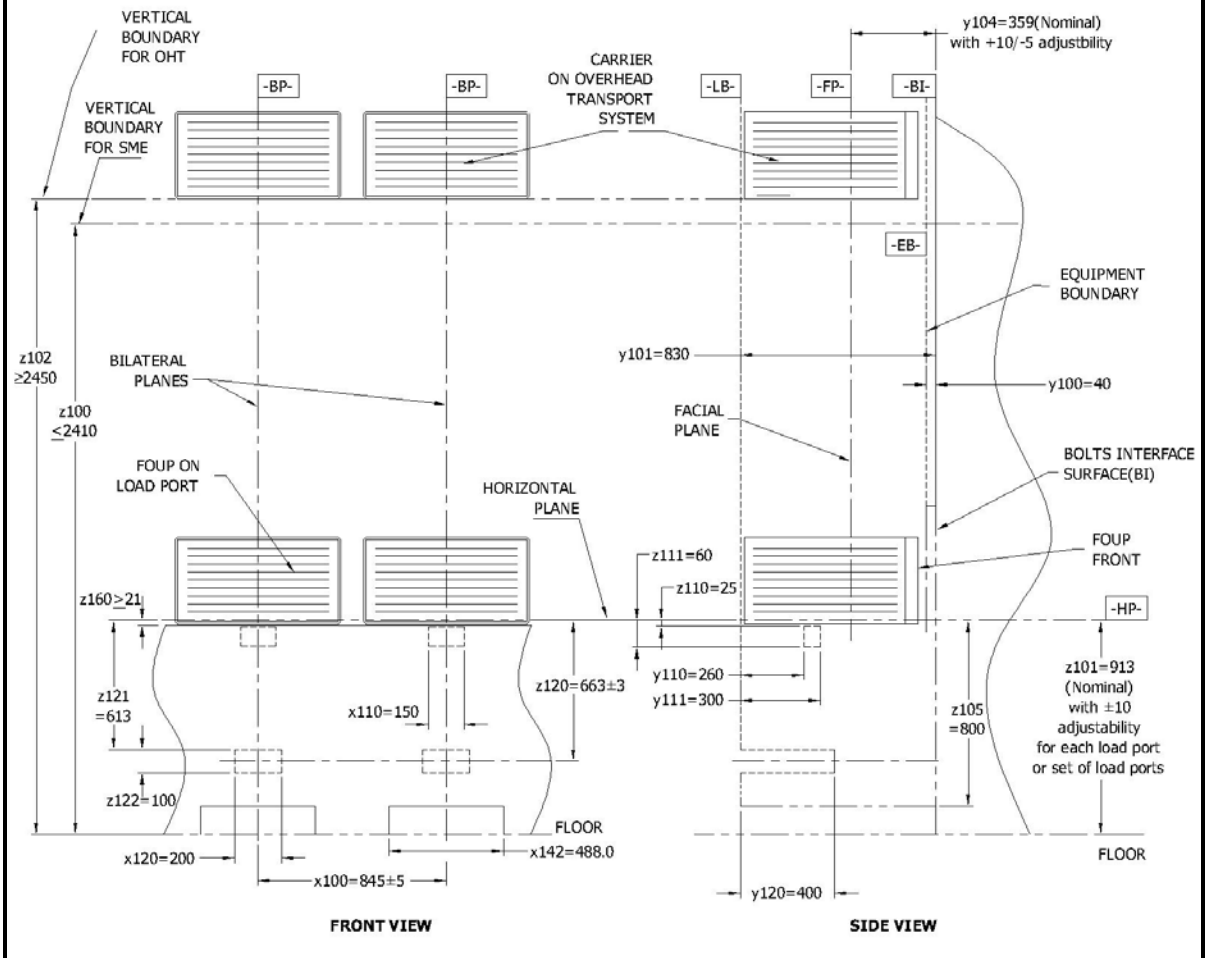 VERTICAL
BOUNDARY
FOR OHT
y104=359(Nominal)
with +10/-5 adjustbility
CARRIER
ON OVERHEAD
TRANSPORT
SYSTEM
-BP-
-BP-
-LB-
-FP-
-BI-
VERTICAL
BOUNDARY
FOR SME
-EB-
EQUIPMENT
BOUNDARY
z102
≥2450
BILATERAL
PLANES
y101=830
y100=40
z100
≤2410
FACIAL
PLANE
FOUP ON
LOAD PORT
HORIZONTAL
PLANE
BOLTS INTERFACE
SURFACE(BI)
z111=60
z110=25
FOUP
FRONT
z160≥21
-HP-
z121
=613
z120=663±3
x110=150
y110=260
y111=300
z105
=800
z101=913
(Nominal)
with ±10
adjustability
for each load port
or set of load ports
z122=100
FLOOR
x120=200
x142=488.0
FLOOR
x100=845±5
y120=400
FRONT VIEW
SIDE VIEW